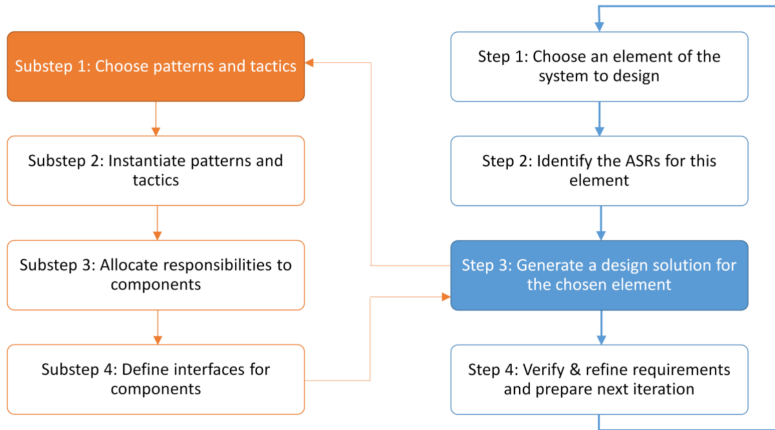 Substep 1: Choose patterns and tactics
Substep 2: Instantiate patterns and
tactics
Substep 3: Allocate responsibilities to
components
Substep 4: Define interfaces for
components
Step 1: Choose an element of the
system to design
Step 2: Identify the ASRs for this
element
Step 3: Generate a design solution for
the chosen element
Step 4: Verify & refine requirements
and prepare next iteration